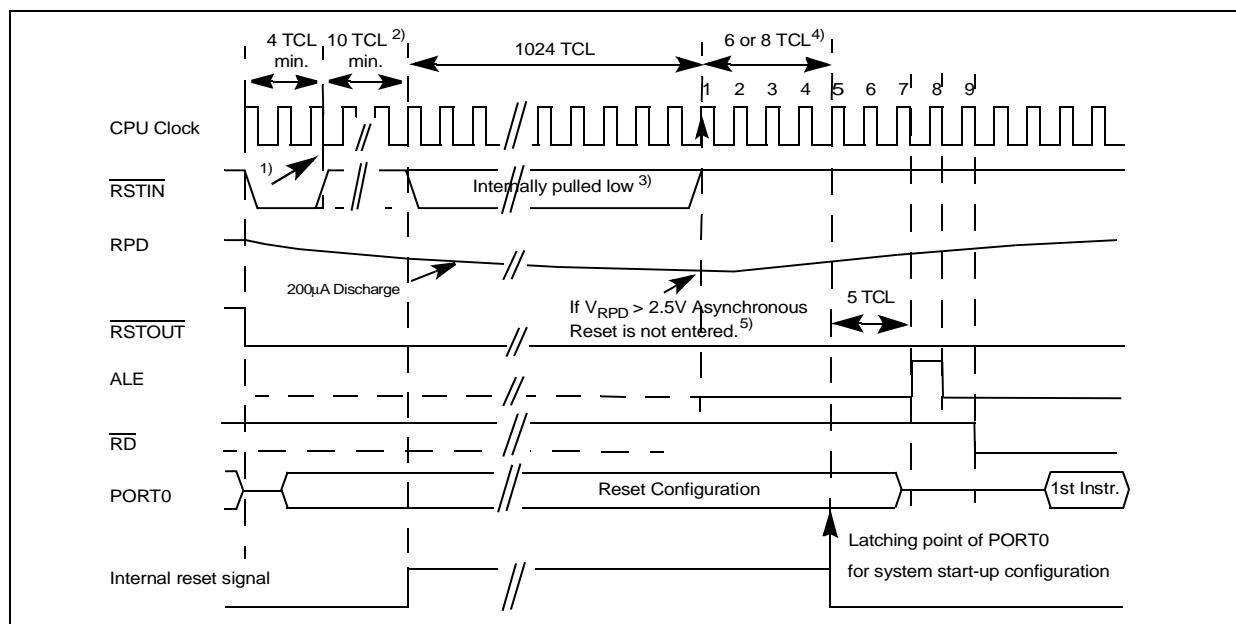 4 TCL
min.
10 TCL 2)
min.
1024 TCL
6 or 8 TCL4)
1 2 3 4 5 6 7 8 9
CPU Clock
1)
RSTIN
Internally pulled low 3)
RPD
200µA Discharge
If VRPD > 2.5V Asynchronous
Reset is not entered.5)
5 TCL
RSTOUT
ALE
RD
PORT0
Reset Configuration
1st Instr.
Latching point of PORT0
for system start-up configuration
Internal reset signal